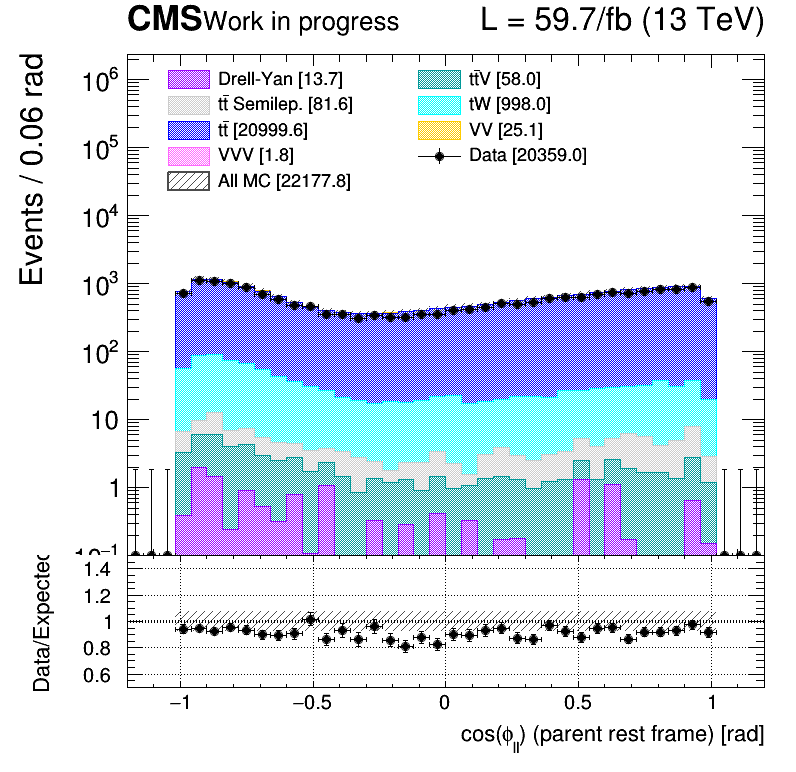 CMS Work in progress L = 59.7/fb (13 TeV)
Events / 0.06 rad
Drell-Yan [13.7] tt̄V [58.0]
tt̄ Semilep. [81.6] tW [998.0]
tt̄ [20999.6] VV [25.1]
VVV [1.8] Data [20359.0]
All MC [22177.8]
10⁶
10⁵
10⁴
10³
10²
10
1
10⁻¹
Data/Expected
1.4
1.2
1
0.8
0.6
−1 −0.5 0 0.5 1
cos(ϕ_ll) (parent rest frame) [rad]